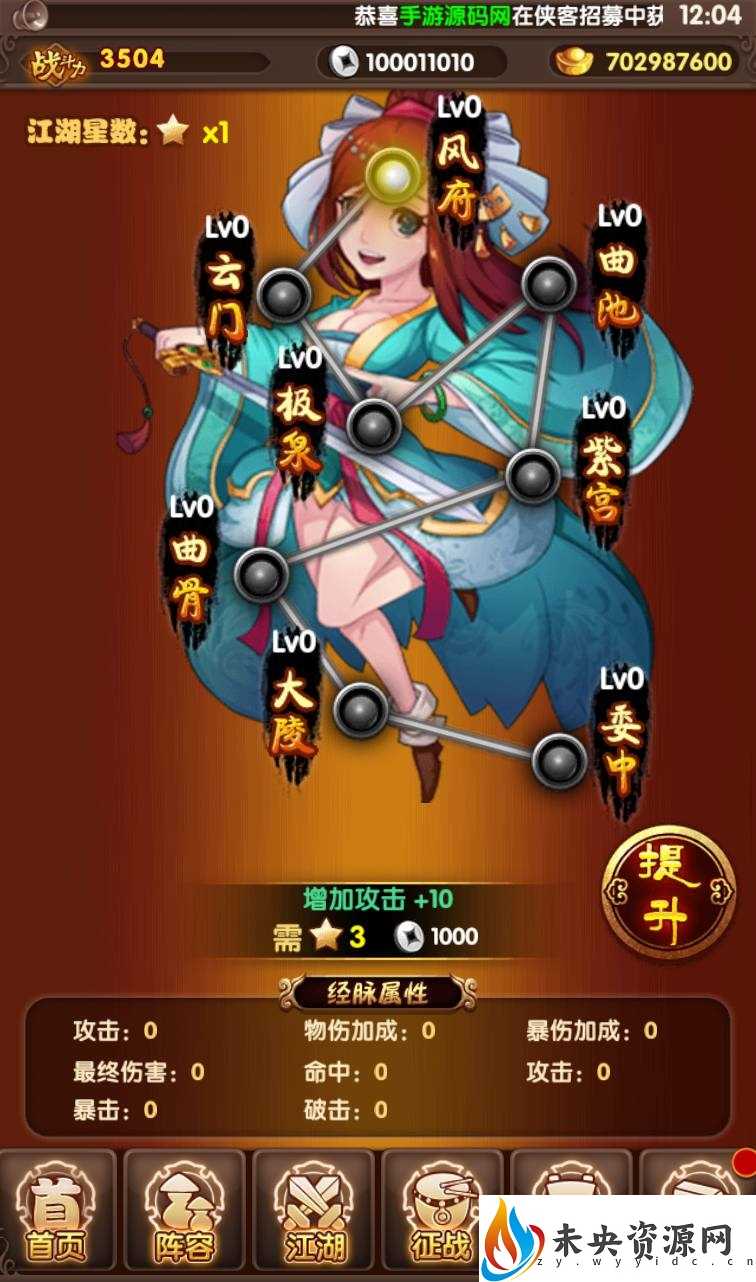 恭喜手游源码网在侠客招募中获
12:04
战斗力 3504
100011010
702987600
江湖星数: x1
Lv0
风府
Lv0
云门
Lv0
曲池
Lv0
极泉
Lv0
紫宫
Lv0
曲骨
Lv0
大陵
Lv0
委中
提升
增加攻击 +10
需 3 1000
经脉属性
攻击: 0 物伤加成: 0 暴伤加成: 0
最终伤害: 0 命中: 0 攻击: 0
暴击: 0 破击: 0
首
首页 阵容 江湖 征战
未央资源网
zy.wyyidc.cn